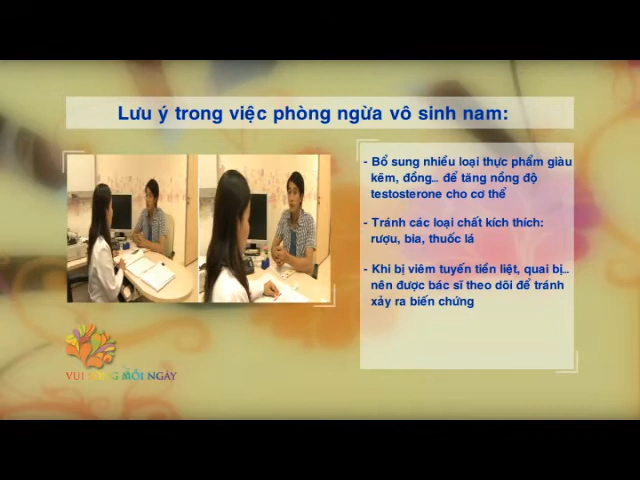 Lưu ý trong việc phòng ngừa vô sinh nam:
- Bổ sung nhiều loại thực phẩm giàu
kẽm, đồng... để tăng nồng độ
testosterone cho cơ thể
- Tránh các loại chất kích thích:
rượu, bia, thuốc lá
- Khi bị viêm tuyến tiền liệt, quai bị...
nên được bác sĩ theo dõi để tránh
xảy ra biến chứng
VUI SỐNG MỖI NGÀY